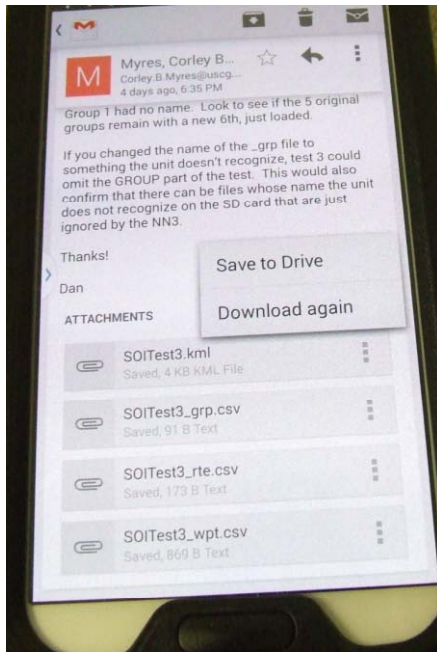 Myres, Corley B...
M
Corley.B.Myres@uscg....
4 days ago, 6:35 PM
Group 1 had no name. Look to see if the 5 original
groups remain with a new 6th, just loaded.
If you changed the name of the _grp file to
something the unit doesn't recognize, test 3 could
omit the GROUP part of the test. This would also
confirm that there can be files whose name the unit
does not recognize on the SD card that are just
ignored by the NN3.
Thanks!
Dan
Save to Drive
Download again
ATTACHMENTS
SOITest3.kml
Saved, 4 KB KML File
SOITest3_grp.csv
Saved, 91 B Text
SOITest3_rte.csv
Saved, 173 B Text
SOITest3_wpt.csv
Saved, 869 B Text